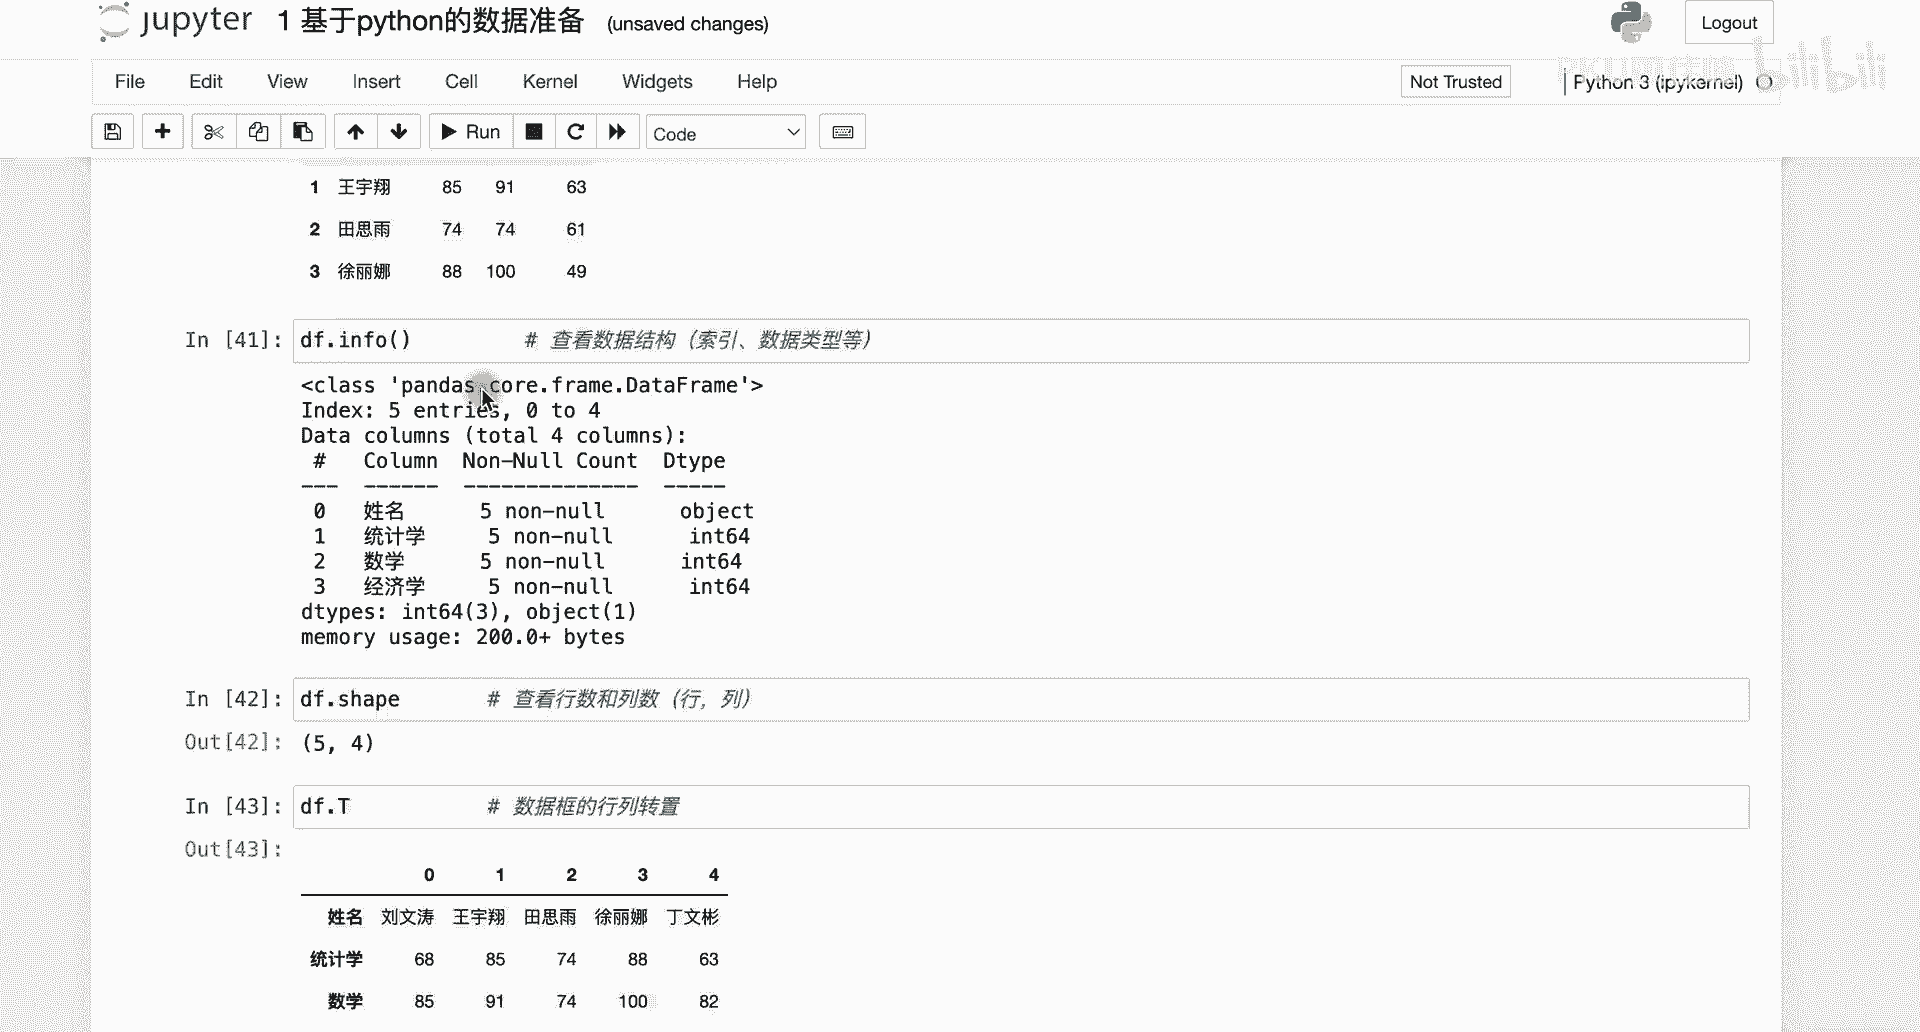 jupyter 1 基于python的数据准备 (unsaved changes)
Logout
File Edit View Insert Cell Kernel Widgets Help
Not Trusted
Python 3 (ipykernel)
bilibili
Run
Code
1 王宇翔 85 91 63
2 田思雨 74 74 61
3 徐丽娜 88 100 49
In [41]: df.info() # 查看数据结构（索引、数据类型等）
<class 'pandas.core.frame.DataFrame'>
Index: 5 entries, 0 to 4
Data columns (total 4 columns):
# Column Non-Null Count Dtype
--- ------ -------------- -----
0 姓名 5 non-null object
1 统计学 5 non-null int64
2 数学 5 non-null int64
3 经济学 5 non-null int64
dtypes: int64(3), object(1)
memory usage: 200.0+ bytes
In [42]: df.shape # 查看行数和列数（行，列）
Out[42]: (5, 4)
In [43]: df.T # 数据框的行列转置
Out[43]:
0 1 2 3 4
姓名 刘文涛 王宇翔 田思雨 徐丽娜 丁文彬
统计学 68 85 74 88 63
数学 85 91 74 100 82